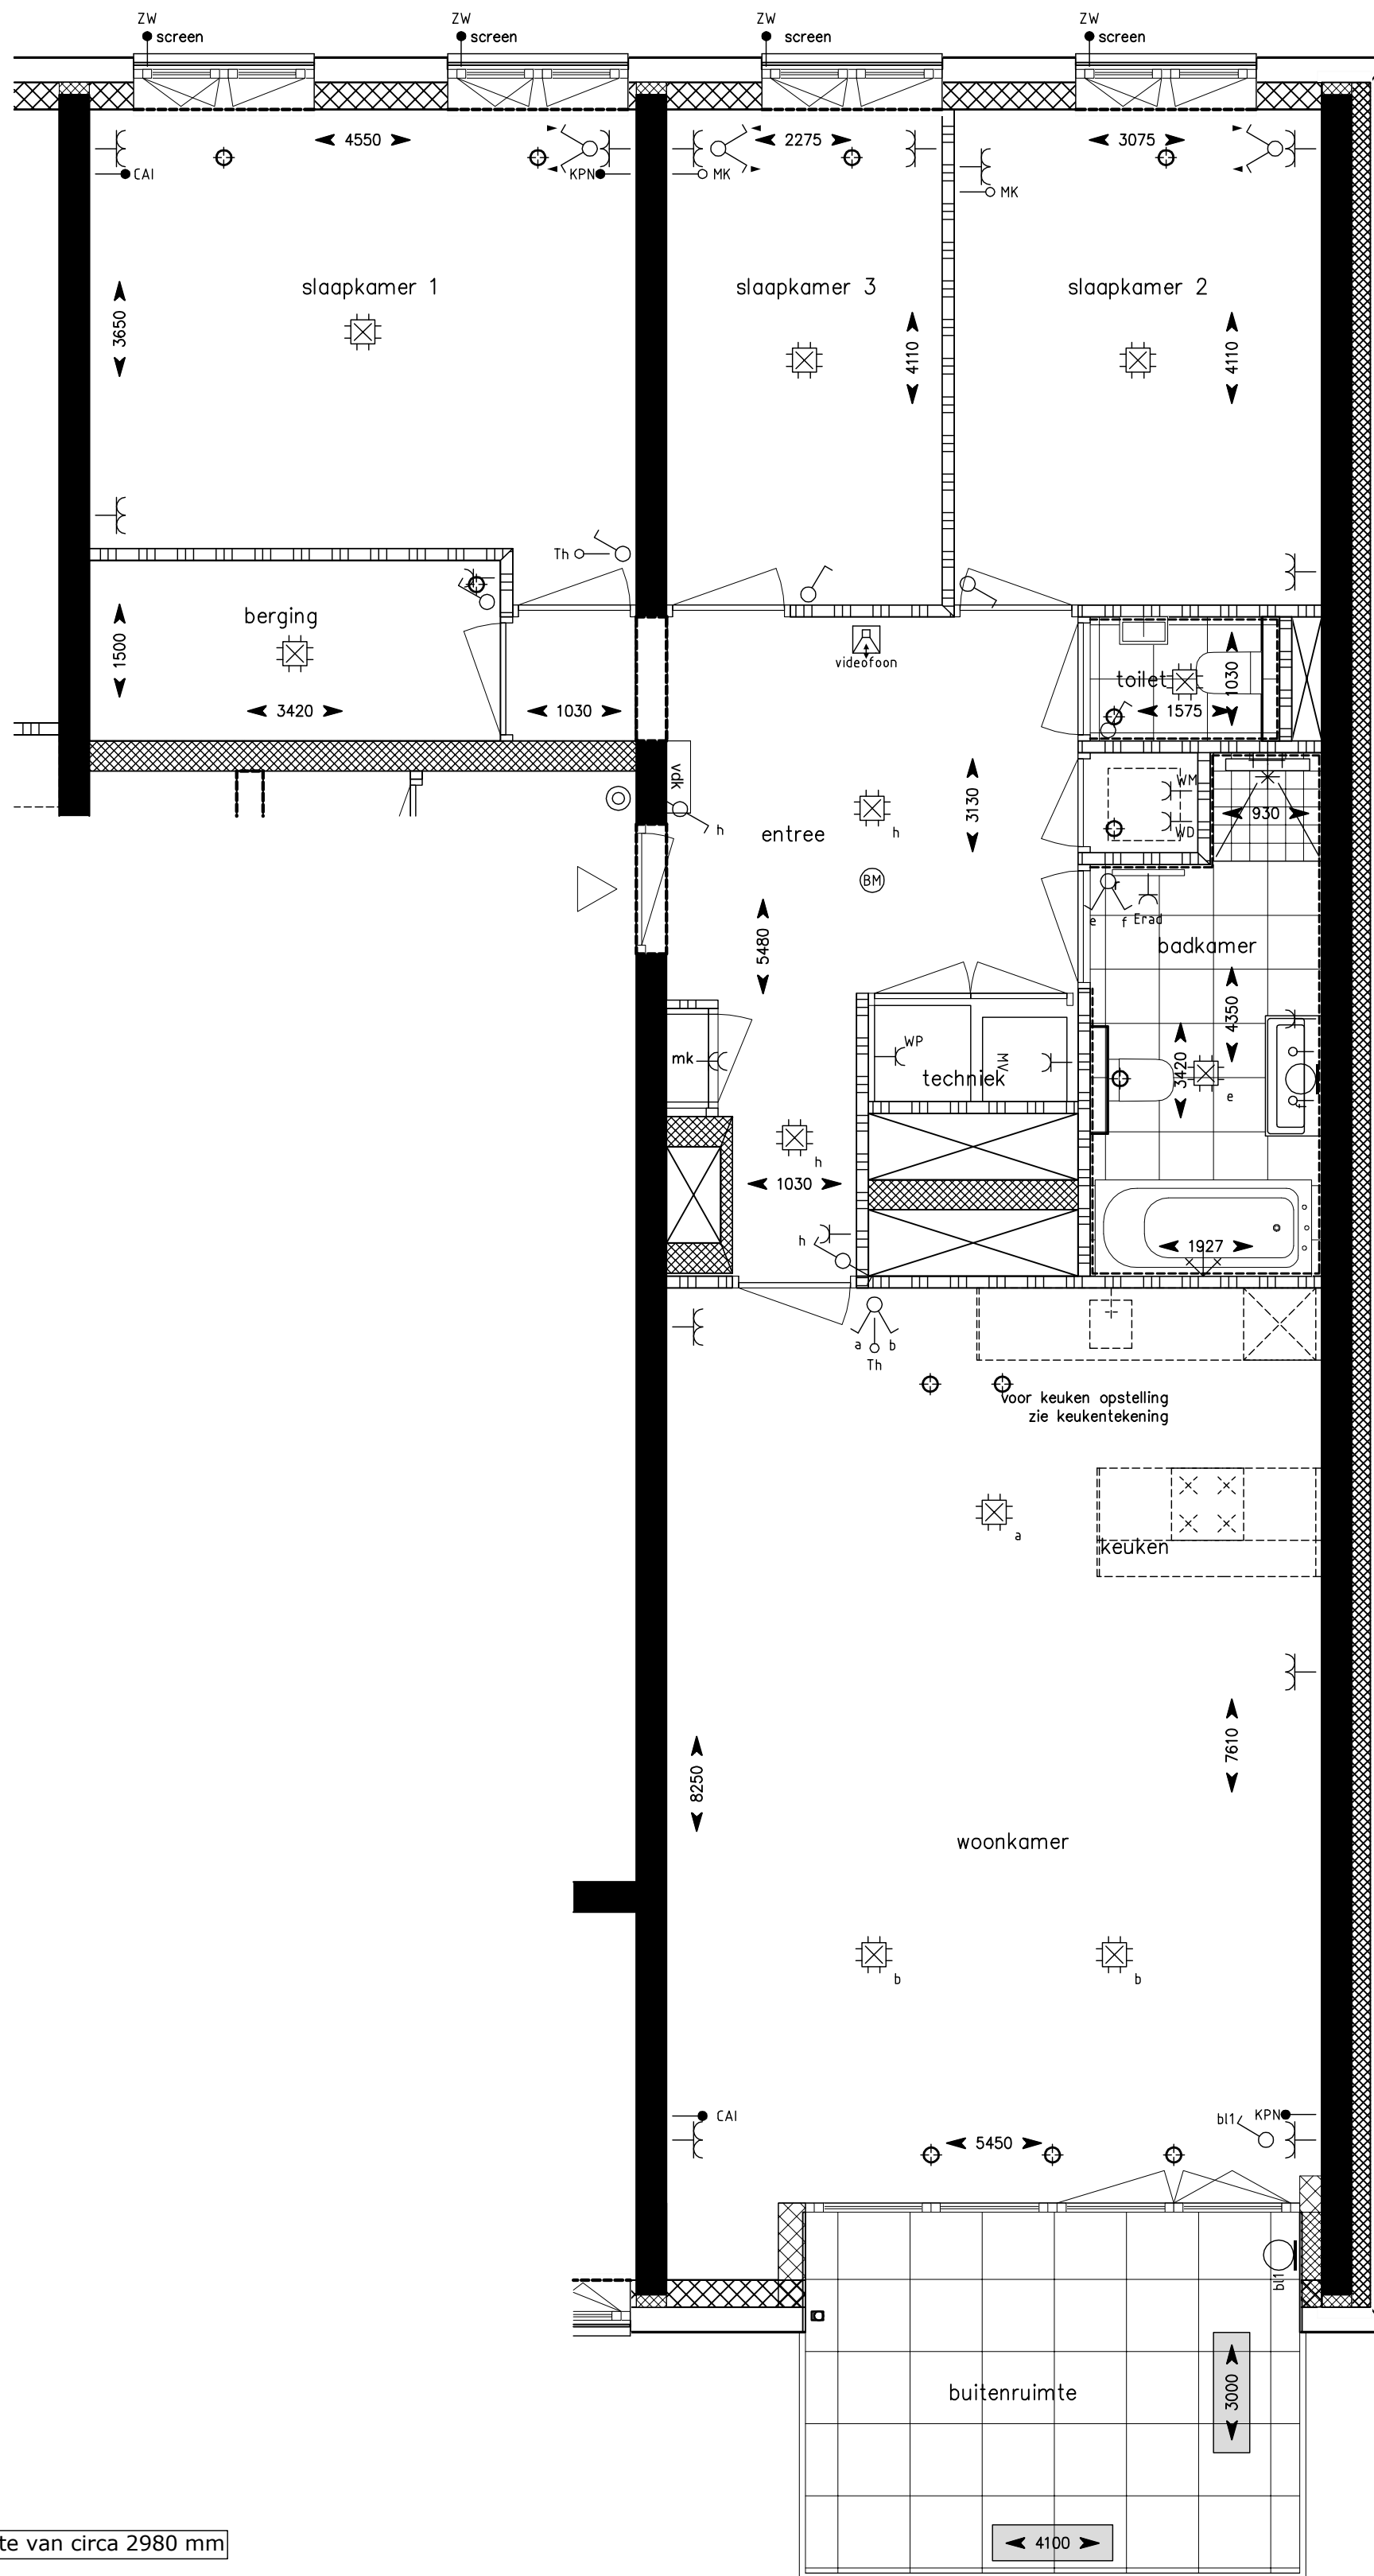 ZW
screen
ZW
screen
ZW
screen
ZW
screen
4550
2275
3075
CAI
KPN
MK
MK
slaapkamer 1
slaapkamer 3
slaapkamer 2
3650
4110
4110
Th
berging
1500
3420
1030
videofoon
toilet
1030
1575
vdk
h
entree
h
3130
WM
WD
930
BM
e
f
Erad
r
badkamer
5480
4350
3420
e
f
mk
WP
MV
techniek
h
1030
h
1927
a
b
Th
voor keuken opstelling
zie keukentekening
a
keuken
8250
7610
woonkamer
b
b
CAI
bl1
KPN
5450
bl1
buitenruimte
3000
4100
te van circa 2980 mm